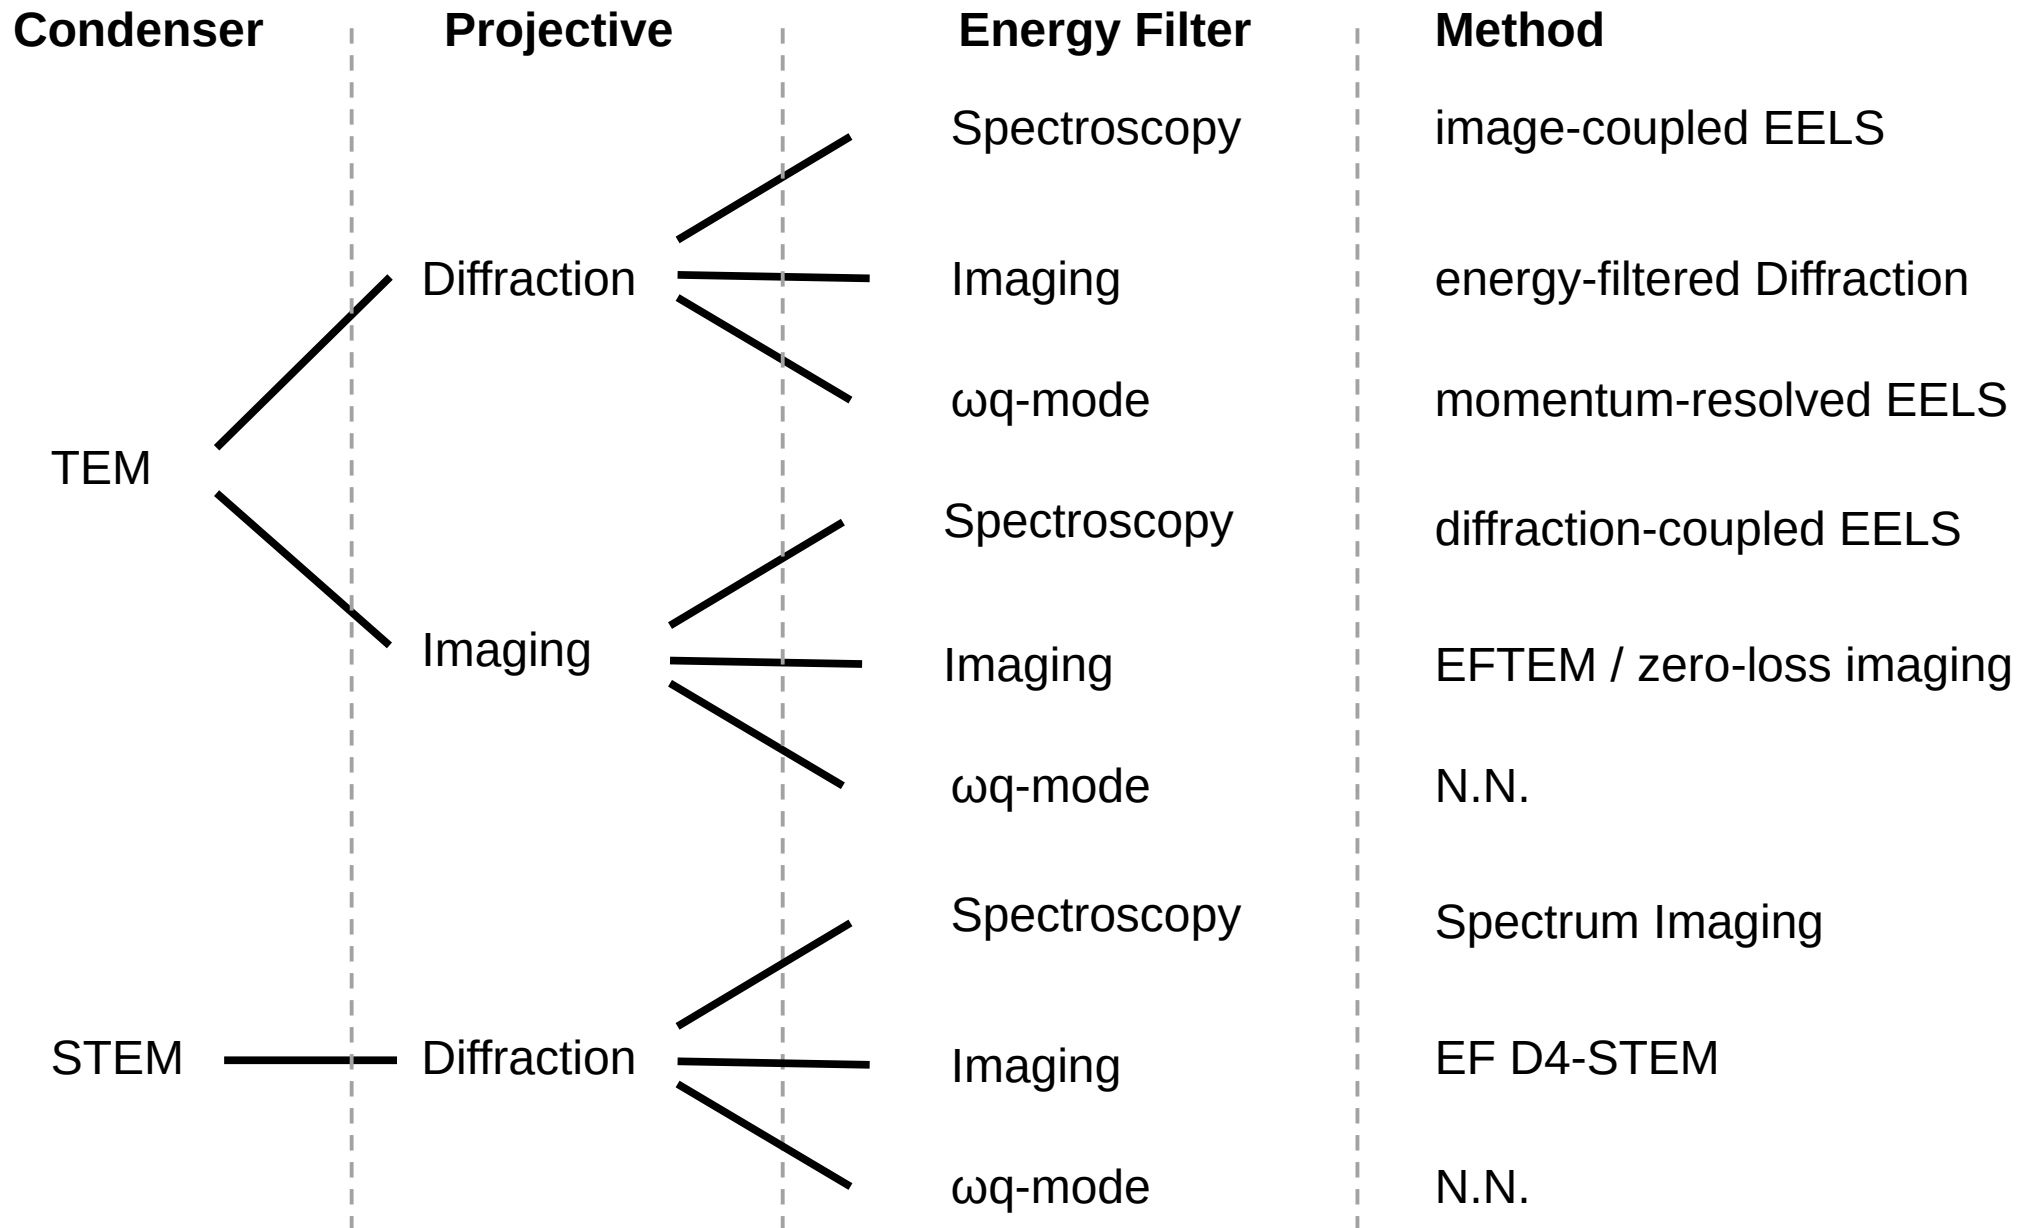 Condenser Projective Energy Filter Method
Spectroscopy image-coupled EELS
Diffraction Imaging energy-filtered Diffraction
ωq-mode momentum-resolved EELS
TEM
Spectroscopy diffraction-coupled EELS
Imaging Imaging EFTEM / zero-loss imaging
ωq-mode N.N.
Spectroscopy Spectrum Imaging
STEM Diffraction Imaging EF D4-STEM
ωq-mode N.N.